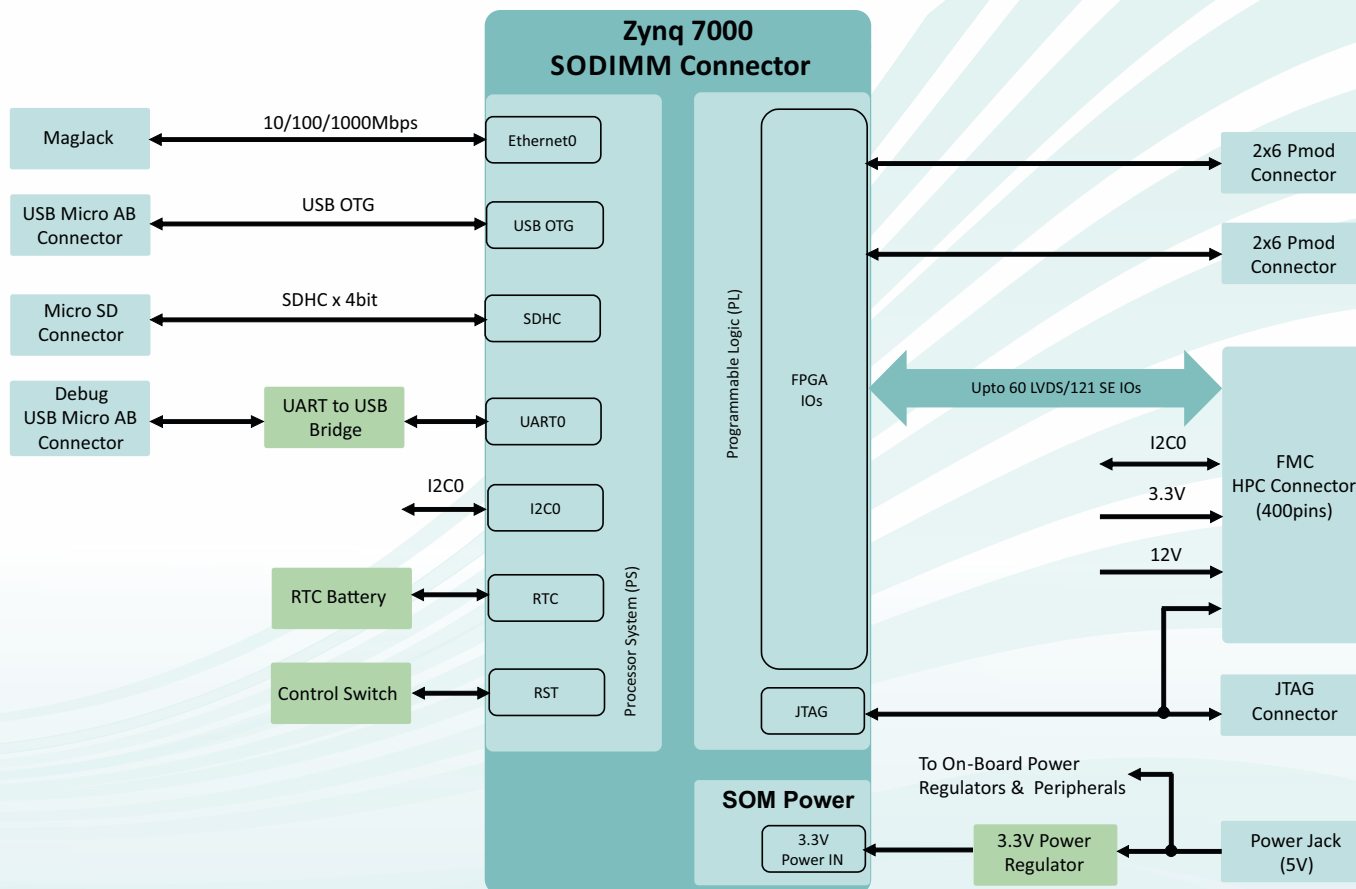 Zynq 7000
SODIMM Connector
MagJack
10/100/1000Mbps
Ethernet0
USB Micro AB
Connector
USB OTG
USB OTG
Micro SD
Connector
SDHC x 4bit
SDHC
Debug
USB Micro AB
Connector
UART to USB
Bridge
UART0
I2C0
I2C0
RTC Battery
RTC
Control Switch
RST
Processor System (PS)
Programmable Logic (PL)
FPGA
IOs
JTAG
2x6 Pmod
Connector
2x6 Pmod
Connector
Upto 60 LVDS/121 SE IOs
I2C0
3.3V
12V
FMC
HPC Connector
(400pins)
JTAG
Connector
To On-Board Power
Regulators &  Peripherals
SOM Power
3.3V
Power IN
3.3V Power
Regulator
Power Jack
(5V)